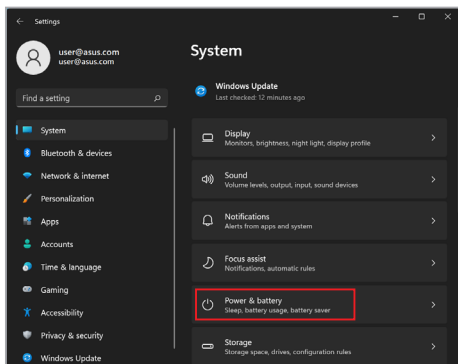 Settings
user@asus.com
user@asus.com
Find a setting
System
Bluetooth & devices
Network & internet
Personalization
Apps
Accounts
Time & language
Gaming
Accessibility
Privacy & security
Windows Update
System
Windows Update
Last checked: 12 minutes ago
Display
Monitors, brightness, night light, display profile
Sound
Volume levels, output, input, sound devices
Notifications
Alerts from apps and system
Focus assist
Notifications, automatic rules
Power & battery
Sleep, battery usage, battery saver
Storage
Storage space, drives, configuration rules